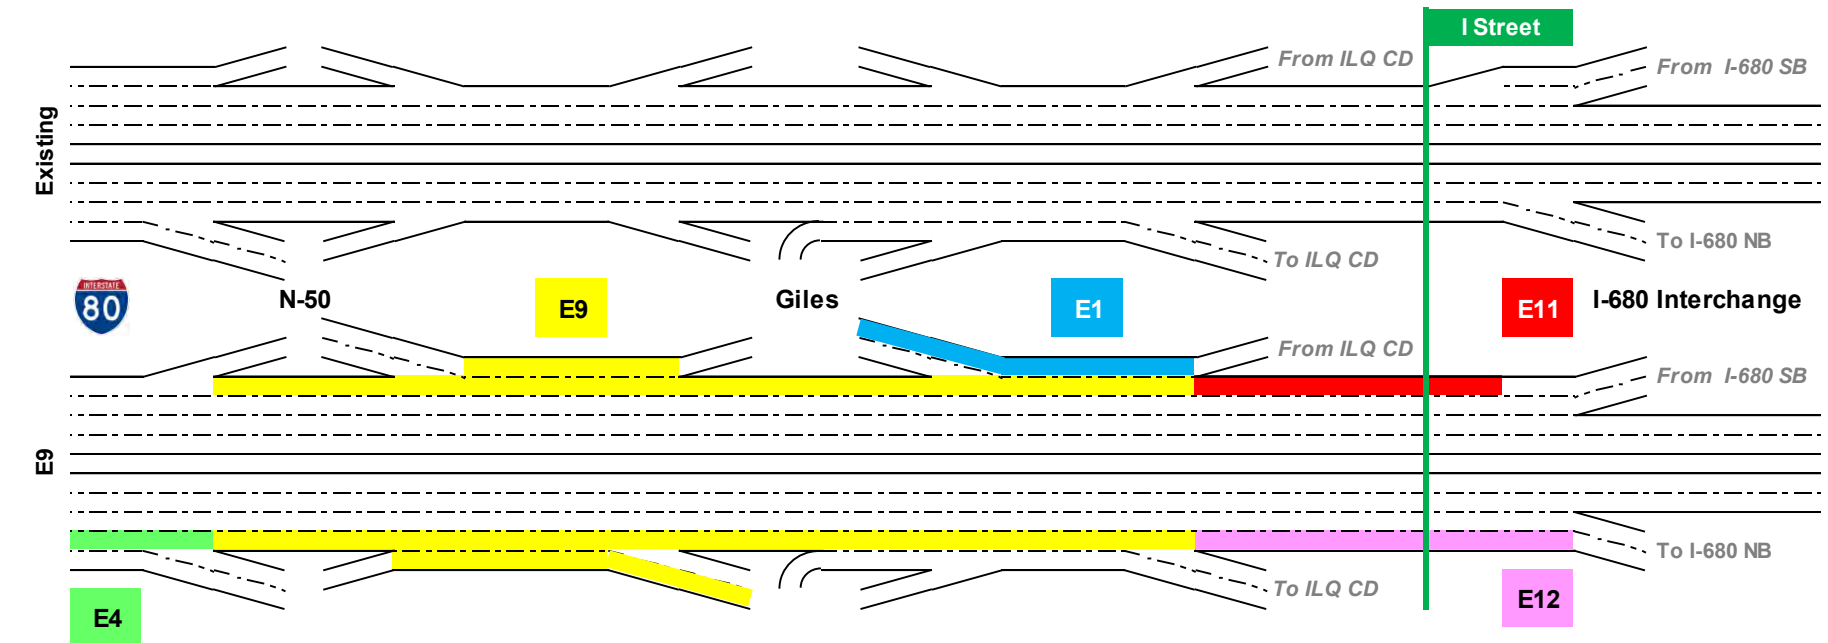 I Street
From ILQ CD
From I-680 SB
Existing
To ILQ CD
To I-680 NB
INTERSTATE
80
N-50
E9
Giles
E1
E11
I-680 Interchange
From ILQ CD
From I-680 SB
E9
To ILQ CD
To I-680 NB
E4
E12